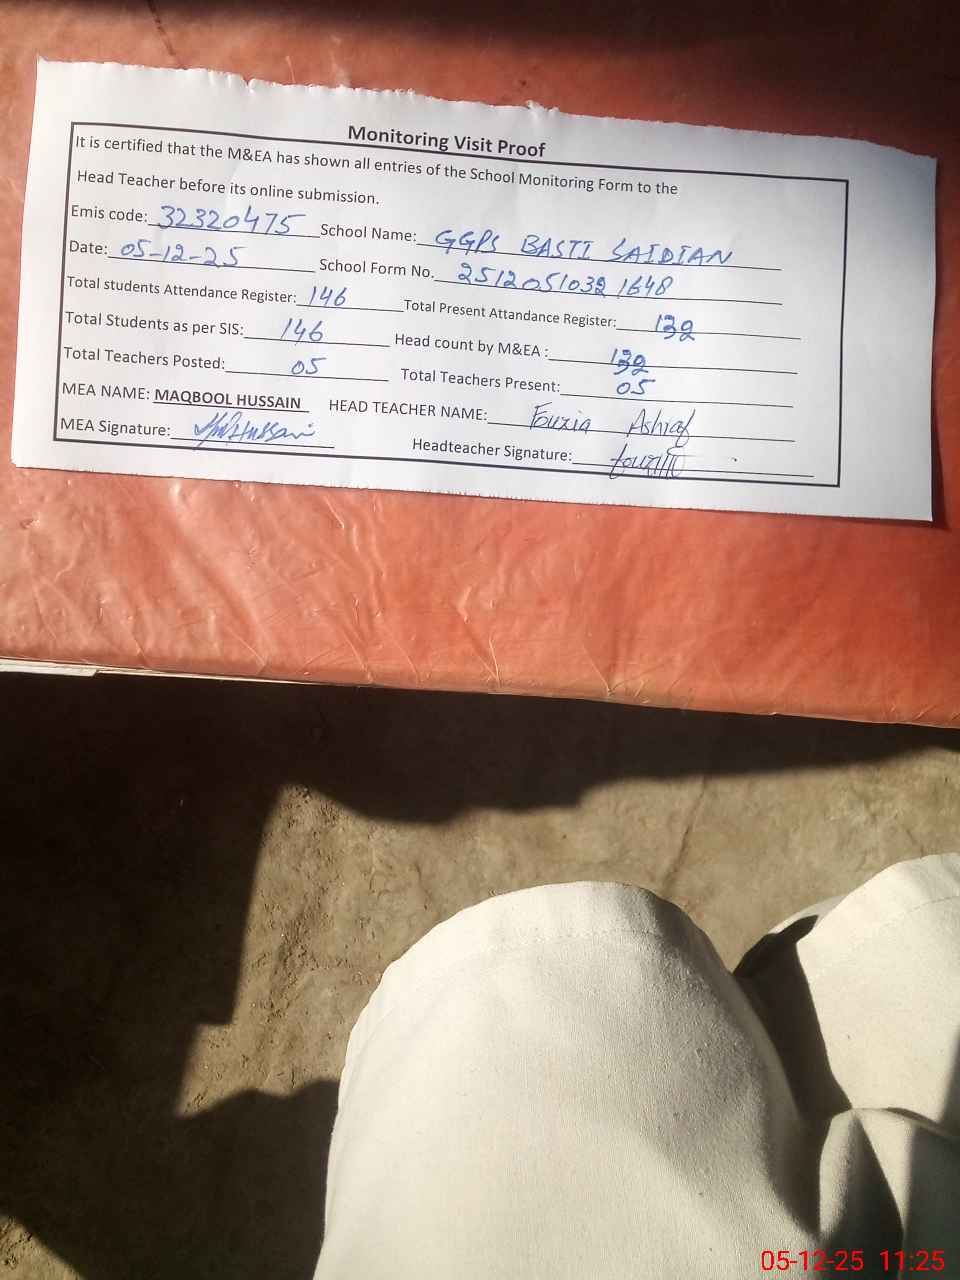 Monitoring Visit Proof
It is certified that the M&EA has shown all entries of the School Monitoring Form to the
Head Teacher before its online submission.
Emis code: 32320475 School Name: GGPS BASTI SAIDIAN
Date: 05-12-25 School Form No. 2512051032 1648
Total students Attendance Register: 146 Total Present Attandance Register: 132
Total Students as per SIS: 146 Head count by M&EA : 132
Total Teachers Posted: 05 Total Teachers Present: 05
MEA NAME: MAQBOOL HUSSAIN HEAD TEACHER NAME: Fouzia Ashraf
MEA Signature: Headteacher Signature:
05-12-25 11:25